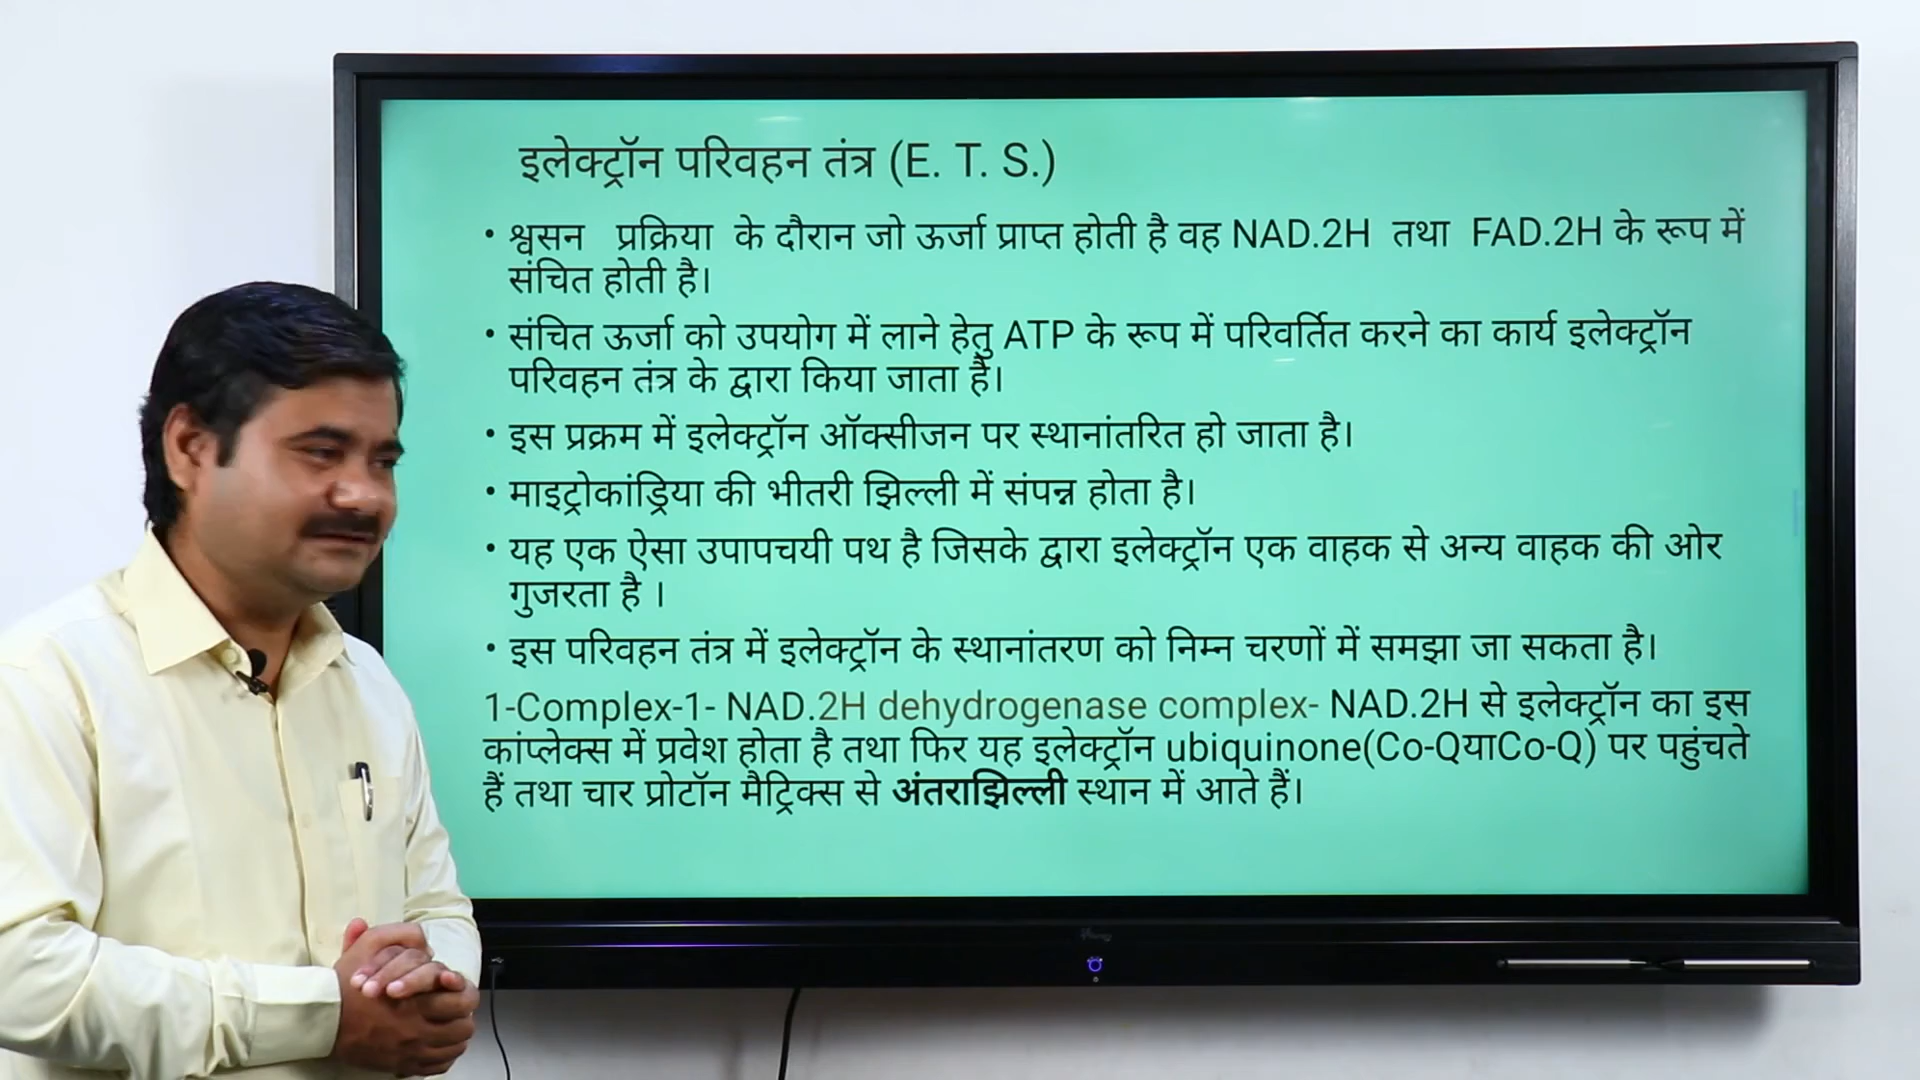 इलेक्ट्रॉन परिवहन तंत्र (E. T. S.)
• श्वसन प्रक्रिया के दौरान जो ऊर्जा प्राप्त होती है वह NAD.2H तथा FAD.2H के रूप में
संचित होती है।
• संचित ऊर्जा को उपयोग में लाने हेतु ATP के रूप में परिवर्तित करने का कार्य इलेक्ट्रॉन
परिवहन तंत्र के द्वारा किया जाता है।
• इस प्रक्रम में इलेक्ट्रॉन ऑक्सीजन पर स्थानांतरित हो जाता है।
• माइट्रोकांड्रिया की भीतरी झिल्ली में संपन्न होता है।
• यह एक ऐसा उपापचयी पथ है जिसके द्वारा इलेक्ट्रॉन एक वाहक से अन्य वाहक की ओर
गुजरता है ।
• इस परिवहन तंत्र में इलेक्ट्रॉन के स्थानांतरण को निम्न चरणों में समझा जा सकता है।
1-Complex-1- NAD.2H dehydrogenase complex- NAD.2H से इलेक्ट्रॉन का इस
कांप्लेक्स में प्रवेश होता है तथा फिर यह इलेक्ट्रॉन ubiquinone(Co-QयाCo-Q) पर पहुंचते
हैं तथा चार प्रोटॉन मैट्रिक्स से अंतराझिल्ली स्थान में आते हैं।